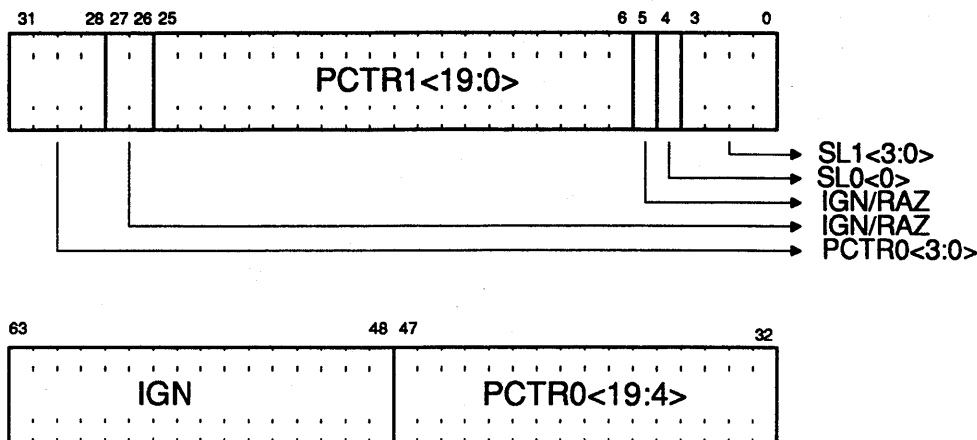 31 28 27 26 25 6 5 4 3 0
PCTR1<19:0>
SL1<3:0>
SL0<0>
IGN/RAZ
IGN/RAZ
PCTR0<3:0>
63 48 47 32
IGN PCTR0<19:4>